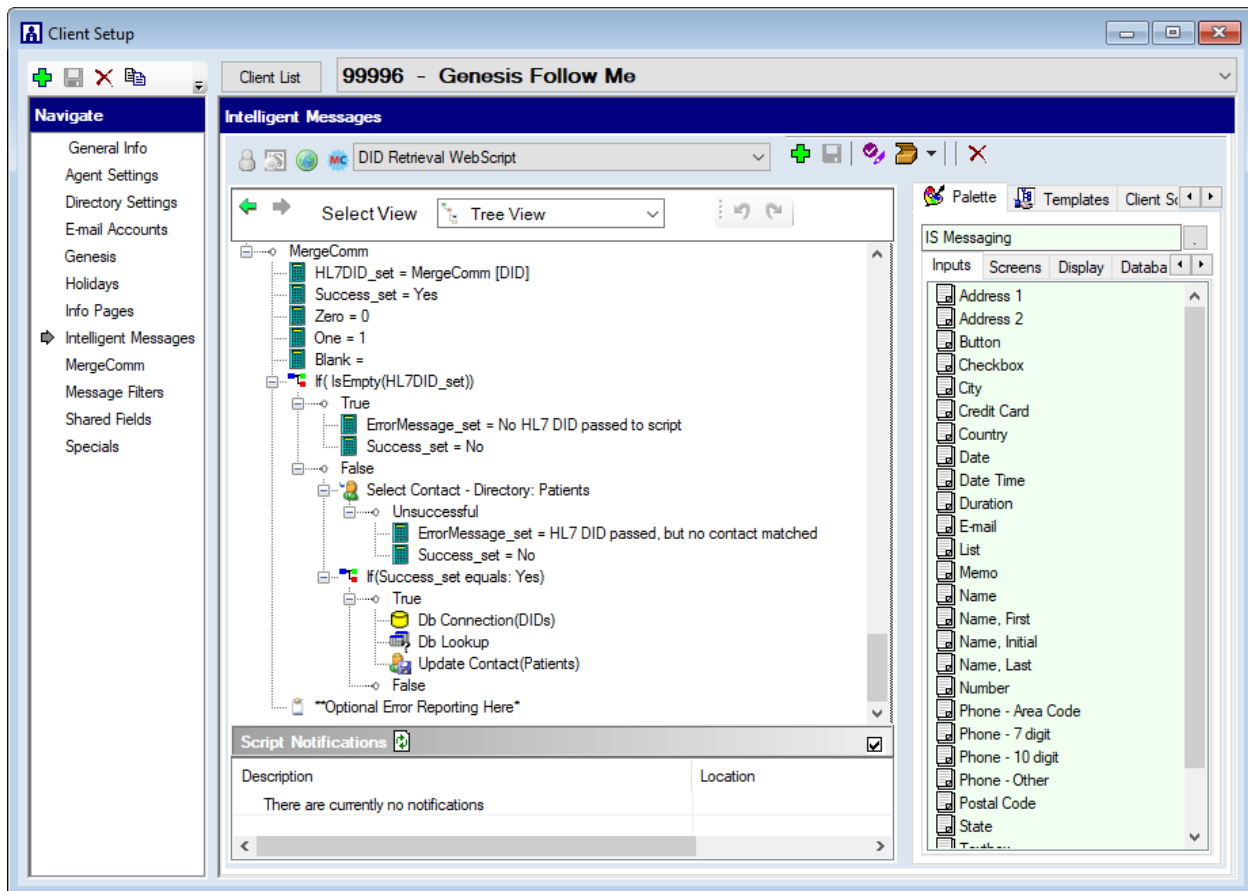 Client Setup
Client List
99996 - Genesis Follow Me
Navigate
General Info
Agent Settings
Directory Settings
E-mail Accounts
Genesis
Holidays
Info Pages
Intelligent Messages
MergeComm
Message Filters
Shared Fields
Specials
Intelligent Messages
MC
DID Retrieval WebScript
Select View
Tree View
MergeComm
HL7DID_set = MergeComm [DID]
Success_set = Yes
Zero = 0
One = 1
Blank =
If( IsEmpty(HL7DID_set))
True
ErrorMessage_set = No HL7 DID passed to script
Success_set = No
False
Select Contact - Directory: Patients
Unsuccessful
ErrorMessage_set = HL7 DID passed, but no contact matched
Success_set = No
If(Success_set equals: Yes)
True
Db Connection(DIDs)
Db Lookup
Update Contact(Patients)
False
**Optional Error Reporting Here*
Script Notifications
Description Location
There are currently no notifications
Palette Templates Client Sc
IS Messaging
.
Inputs Screens Display Databa
Address 1
Address 2
Button
Checkbox
City
Credit Card
Country
Date
Date Time
Duration
E-mail
List
Memo
Name
Name, First
Name, Initial
Name, Last
Number
Phone - Area Code
Phone - 7 digit
Phone - 10 digit
Phone - Other
Postal Code
State